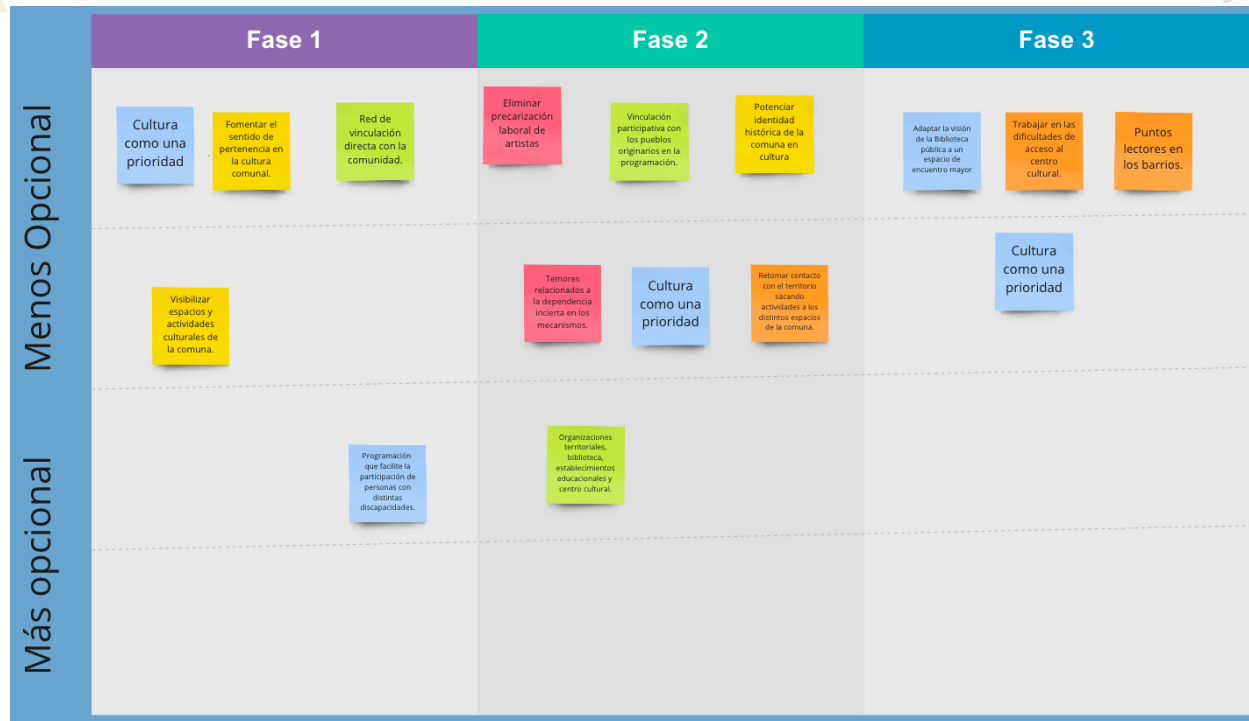 Fase 1
Fase 2
Fase 3
Menos Opcional
Más opcional
Cultura
como una
prioridad
Fomentar el
sentido de
pertenencia en
la cultura
comunal.
Red de
vinculación
directa con la
comunidad.
Eliminar
precarización
laboral de
artistas
Vinculación
participativa con
los pueblos
originarios en la
programación.
Potenciar
identidad
histórica de la
comuna en
cultura
Adaptar la visión
de la Biblioteca
pública a un
espacio de
encuentro mayor
Trabajar en las
dificultades de
acceso al
centro
cultural.
Puntos
lectores en
los barrios.
Visibilizar
espacios y
actividades
culturales de
la comuna.
Temores
relacionados a
la dependencia
incierta en los
mecanismos.
Cultura
como una
prioridad
Retomar contacto
con el territorio
sacando
actividades a los
distintos espacios
de la comuna.
Cultura
como una
prioridad
Programación
que facilite la
participación de
personas con
distintas
discapacidades.
Organizaciones
territoriales,
biblioteca,
establecimientos
educacionales y
centro cultural.